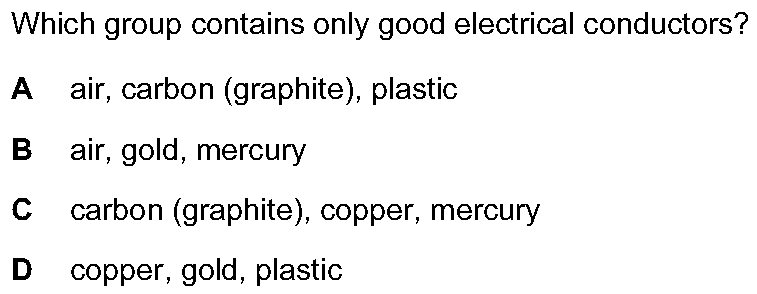 Which group contains only good electrical conductors?
A air, carbon (graphite), plastic
B air, gold, mercury
C carbon (graphite), copper, mercury
D copper, gold, plastic